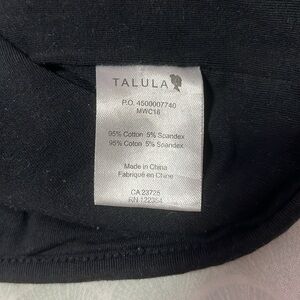 TALULA
P.O. 4500007740
MWC16
95% Cotton 5% Spandex
95% Coton 5% Spandex
Made in China
Fabriqué en Chine
CA 23725
RN 122364